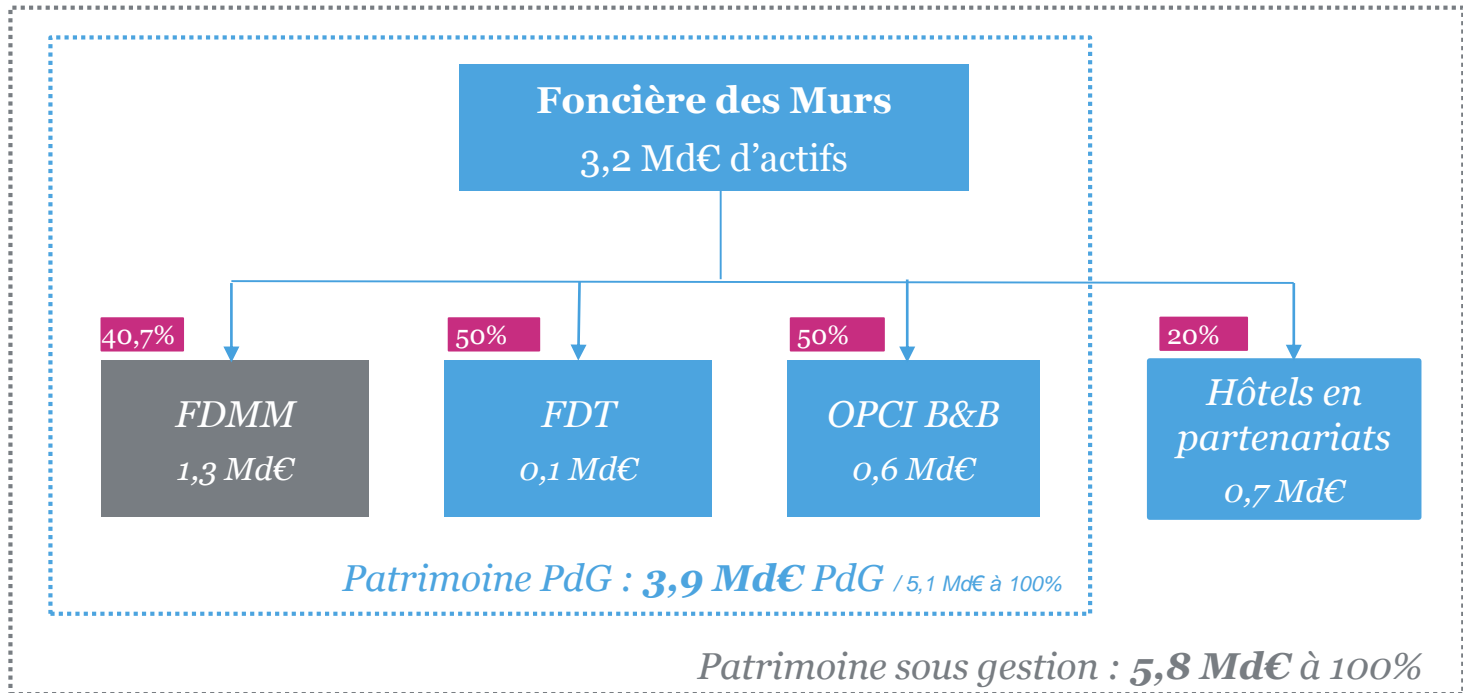 Foncière des Murs
3,2 Md€ d’actifs
40,7%
50%
50%
20%
FDMM
1,3 Md€
FDT
0,1 Md€
OPCI B&B
0,6 Md€
Hôtels en
partenariats
0,7 Md€
Patrimoine PdG : 3,9 Md€ PdG / 5,1 Md€ à 100%
Patrimoine sous gestion : 5,8 Md€ à 100%